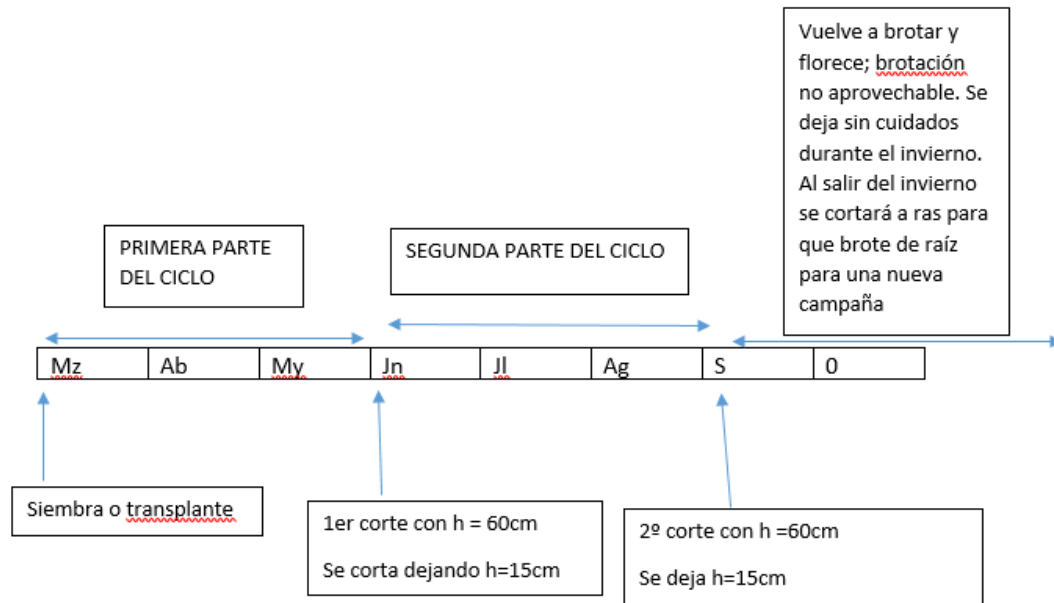 Vuelve a brotar y
florece; brotación
no aprovechable. Se
deja sin cuidados
durante el invierno.
Al salir del invierno
se cortará a ras para
que brote de raíz
para una nueva
campaña
PRIMERA PARTE
DEL CICLO
SEGUNDA PARTE DEL CICLO
Mz Ab My Jn Jl Ag S 0
Siembra o transplante
1er corte con h = 60cm
Se corta dejando h=15cm
2º corte con h =60cm
Se deja h=15cm